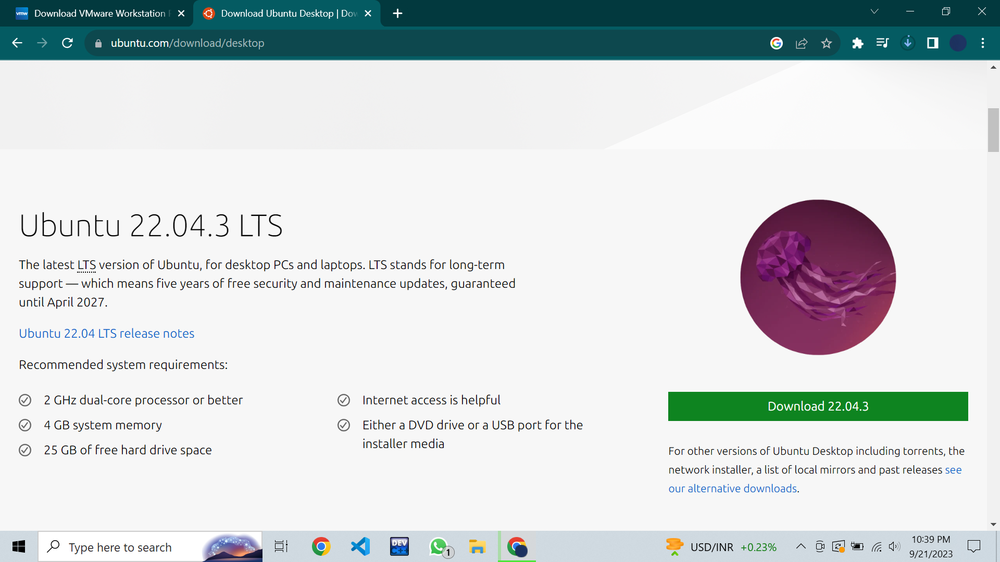 vmw Download VMware Workstation
Download Ubuntu Desktop | Dow
ubuntu.com/download/desktop
Ubuntu 22.04.3 LTS
The latest LTS version of Ubuntu, for desktop PCs and laptops. LTS stands for long-term
support — which means five years of free security and maintenance updates, guaranteed
until April 2027.
Ubuntu 22.04 LTS release notes
Recommended system requirements:
2 GHz dual-core processor or better
4 GB system memory
25 GB of free hard drive space
Internet access is helpful
Either a DVD drive or a USB port for the
installer media
Download 22.04.3
For other versions of Ubuntu Desktop including torrents, the
network installer, a list of local mirrors and past releases see
our alternative downloads.
Type here to search
DEV
C++
1
USD/INR +0.23%
10:39 PM
9/21/2023